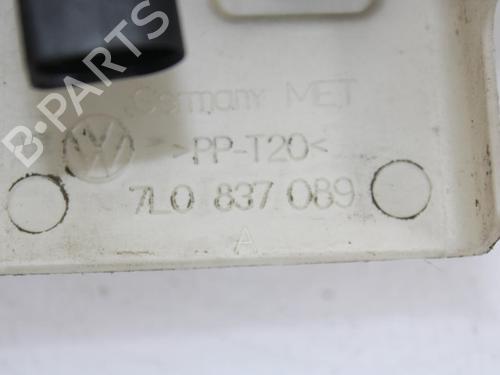 B-PARTS
Germany MET
>PP-T20<
7L0 837 089
A